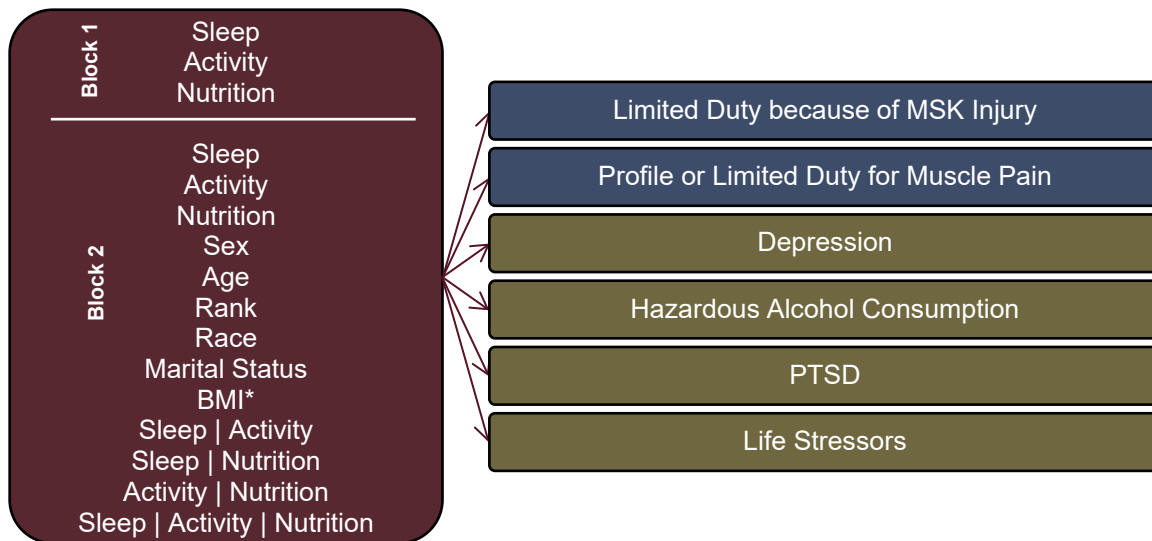 Block 1
Sleep
Activity
Nutrition
Block 2
Sleep
Activity
Nutrition
Sex
Age
Rank
Race
Marital Status
BMI*
Sleep | Activity
Sleep | Nutrition
Activity | Nutrition
Sleep | Activity | Nutrition
Limited Duty because of MSK Injury
Profile or Limited Duty for Muscle Pain
Depression
Hazardous Alcohol Consumption
PTSD
Life Stressors